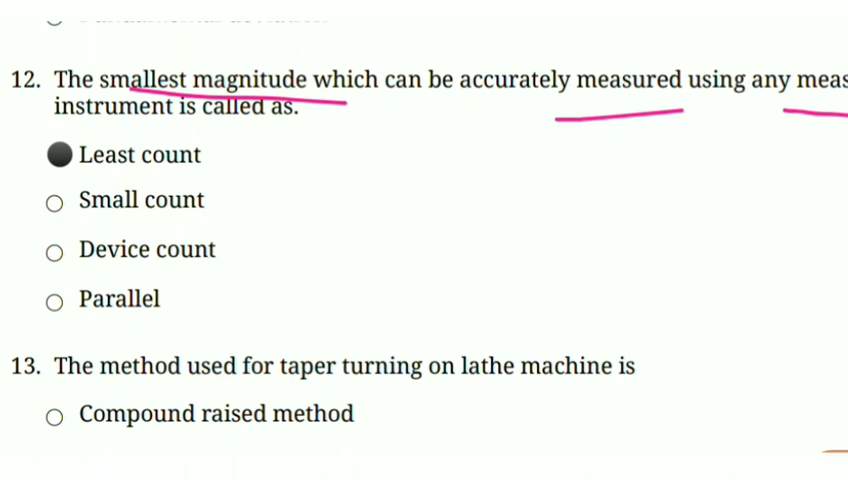 12. The smallest magnitude which can be accurately measured using any meas
instrument is called as.
Least count
Small count
Device count
Parallel
13. The method used for taper turning on lathe machine is
Compound raised method